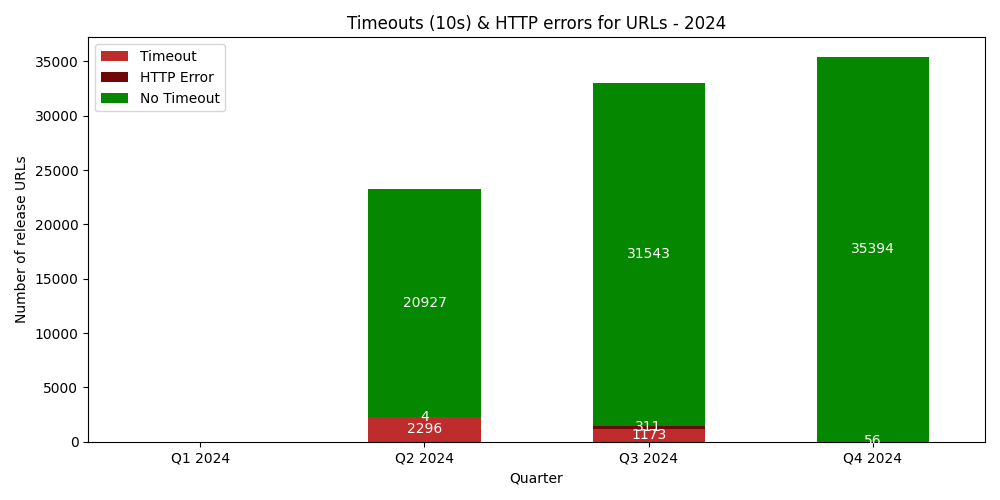 Timeouts (10s) & HTTP errors for URLs - 2024
Timeout
HTTP Error
No Timeout
Number of release URLs
35000
30000
25000
20000
15000
10000
5000
0
20927
4
2296
31543
311
1173
35394
56
Q1 2024 Q2 2024 Q3 2024 Q4 2024
Quarter